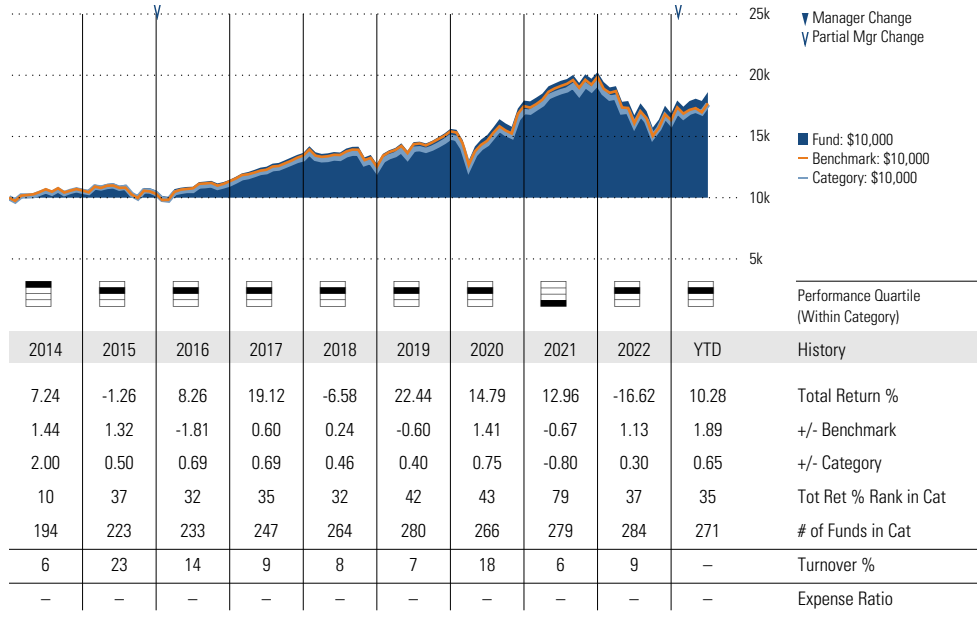 25k
20k
15k
10k
5k
Manager Change
Partial Mgr Change
Fund: $10,000
Benchmark: $10,000
Category: $10,000
Performance Quartile
(Within Category)
2014 2015 2016 2017 2018 2019 2020 2021 2022 YTD History
7.24 -1.26 8.26 19.12 -6.58 22.44 14.79 12.96 -16.62 10.28 Total Return %
1.44 1.32 -1.81 0.60 0.24 -0.60 1.41 -0.67 1.13 1.89 +/- Benchmark
2.00 0.50 0.69 0.69 0.46 0.40 0.75 -0.80 0.30 0.65 +/- Category
10 37 32 35 32 42 43 79 37 35 Tot Ret % Rank in Cat
194 223 233 247 264 280 266 279 284 271 # of Funds in Cat
6 23 14 9 8 7 18 6 9 – Turnover %
– – – – – – – – – – Expense Ratio